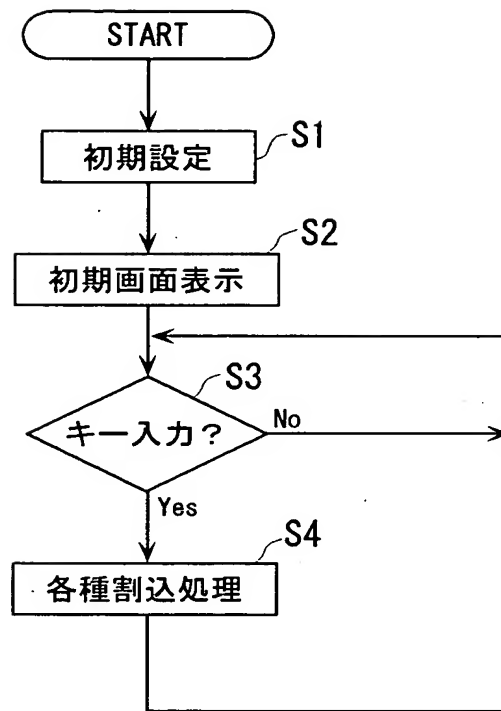 START
初期設定
S1
初期画面表示
S2
キー入力?
S3
No
Yes
各種割込処理
S4